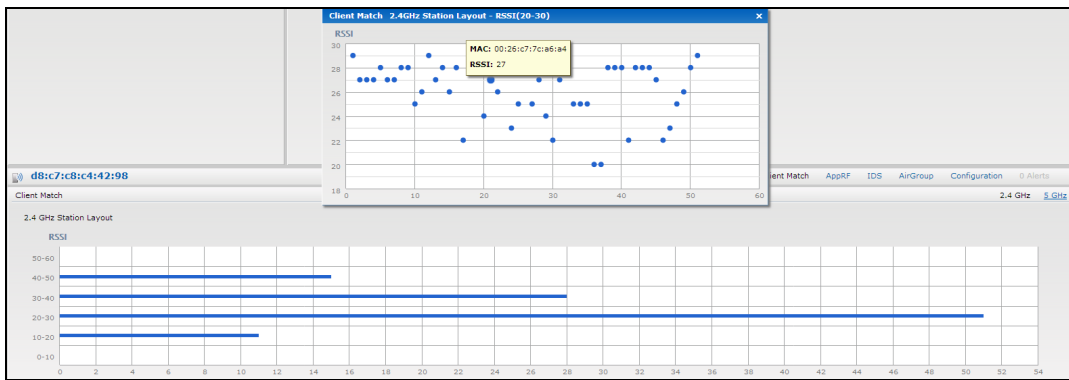 Client Match 2.4GHz Station Layout - RSSI(20-30) ×
RSSI
30
28
26
24
22
20
18
MAC: 00:26:c7:7c:a6:a4
RSSI: 27
0 10 20 30 40 50 60
d8:c7:c8:c4:42:98
ient Match AppRF IDS AirGroup Configuration 0 Alerts
Client Match 2.4 GHz 5 GHz
2.4 GHz Station Layout
RSSI
50-60
40-50
30-40
20-30
10-20
0-10
0 2 4 6 8 10 12 14 16 18 20 22 24 26 28 30 32 34 36 38 40 42 44 46 48 50 52 54